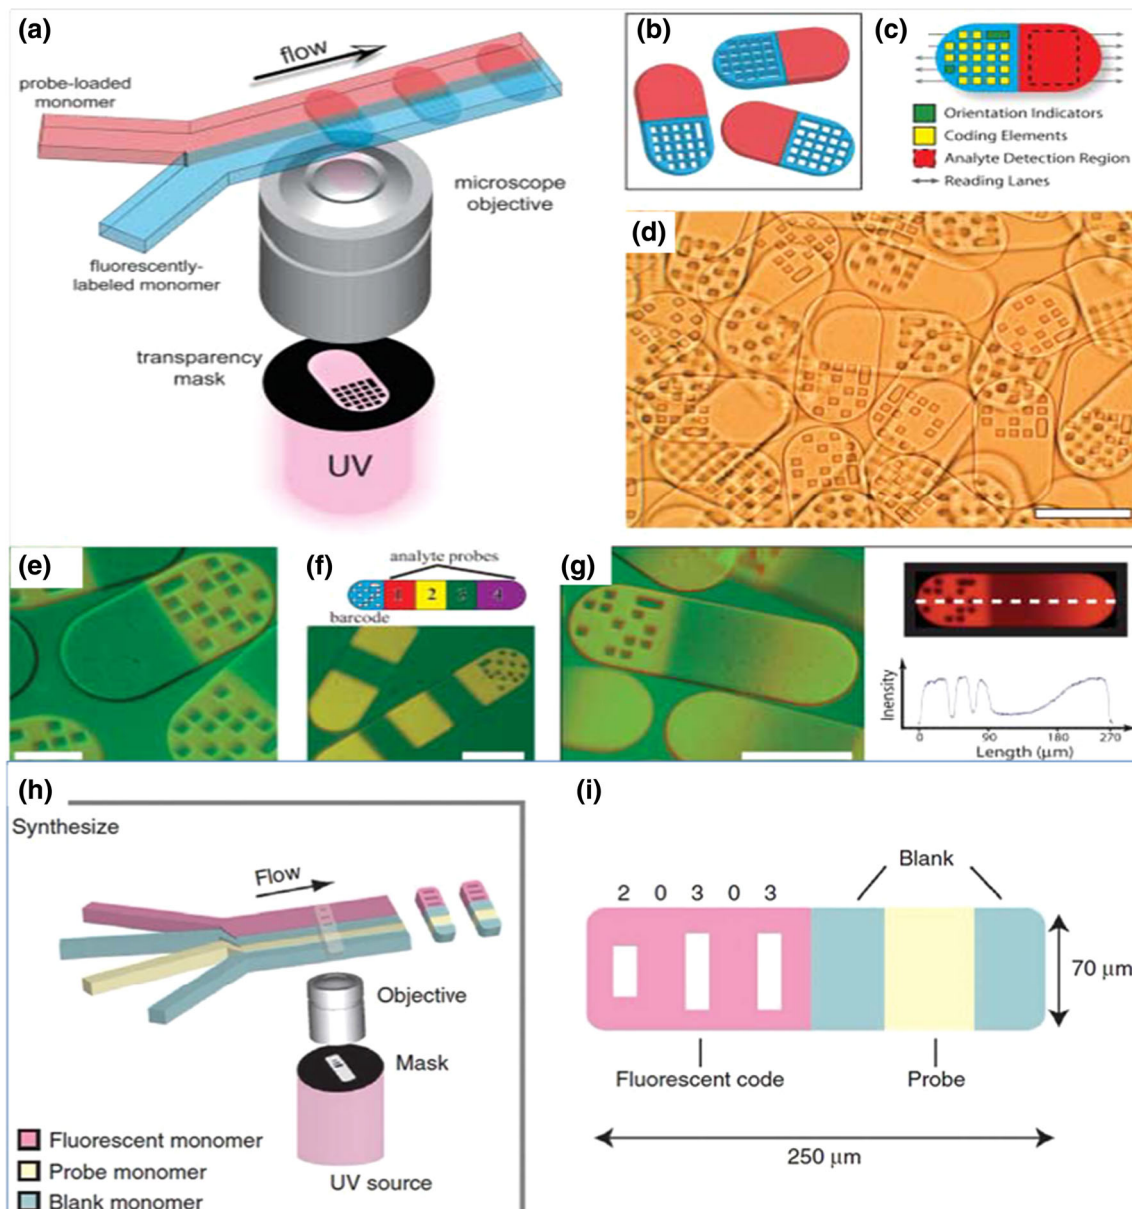 (a)
flow
probe-loaded
monomer
microscope
objective
fluorescently-
labeled monomer
transparency
mask
UV
(b)
(c)
Orientation Indicators
Coding Elements
Analyte Detection Region
Reading Lanes
(d)
(e)
(f)
analyte probes
1 2 3 4
barcode
(g)
Inensity
0 90 180 270
Length (μm)
(h)
Synthesize
Flow
Objective
Mask
Fluorescent monomer
Probe monomer
Blank monomer
UV source
(i)
Blank
2 0 3 0 3
70 μm
Fluorescent code
Probe
250 μm